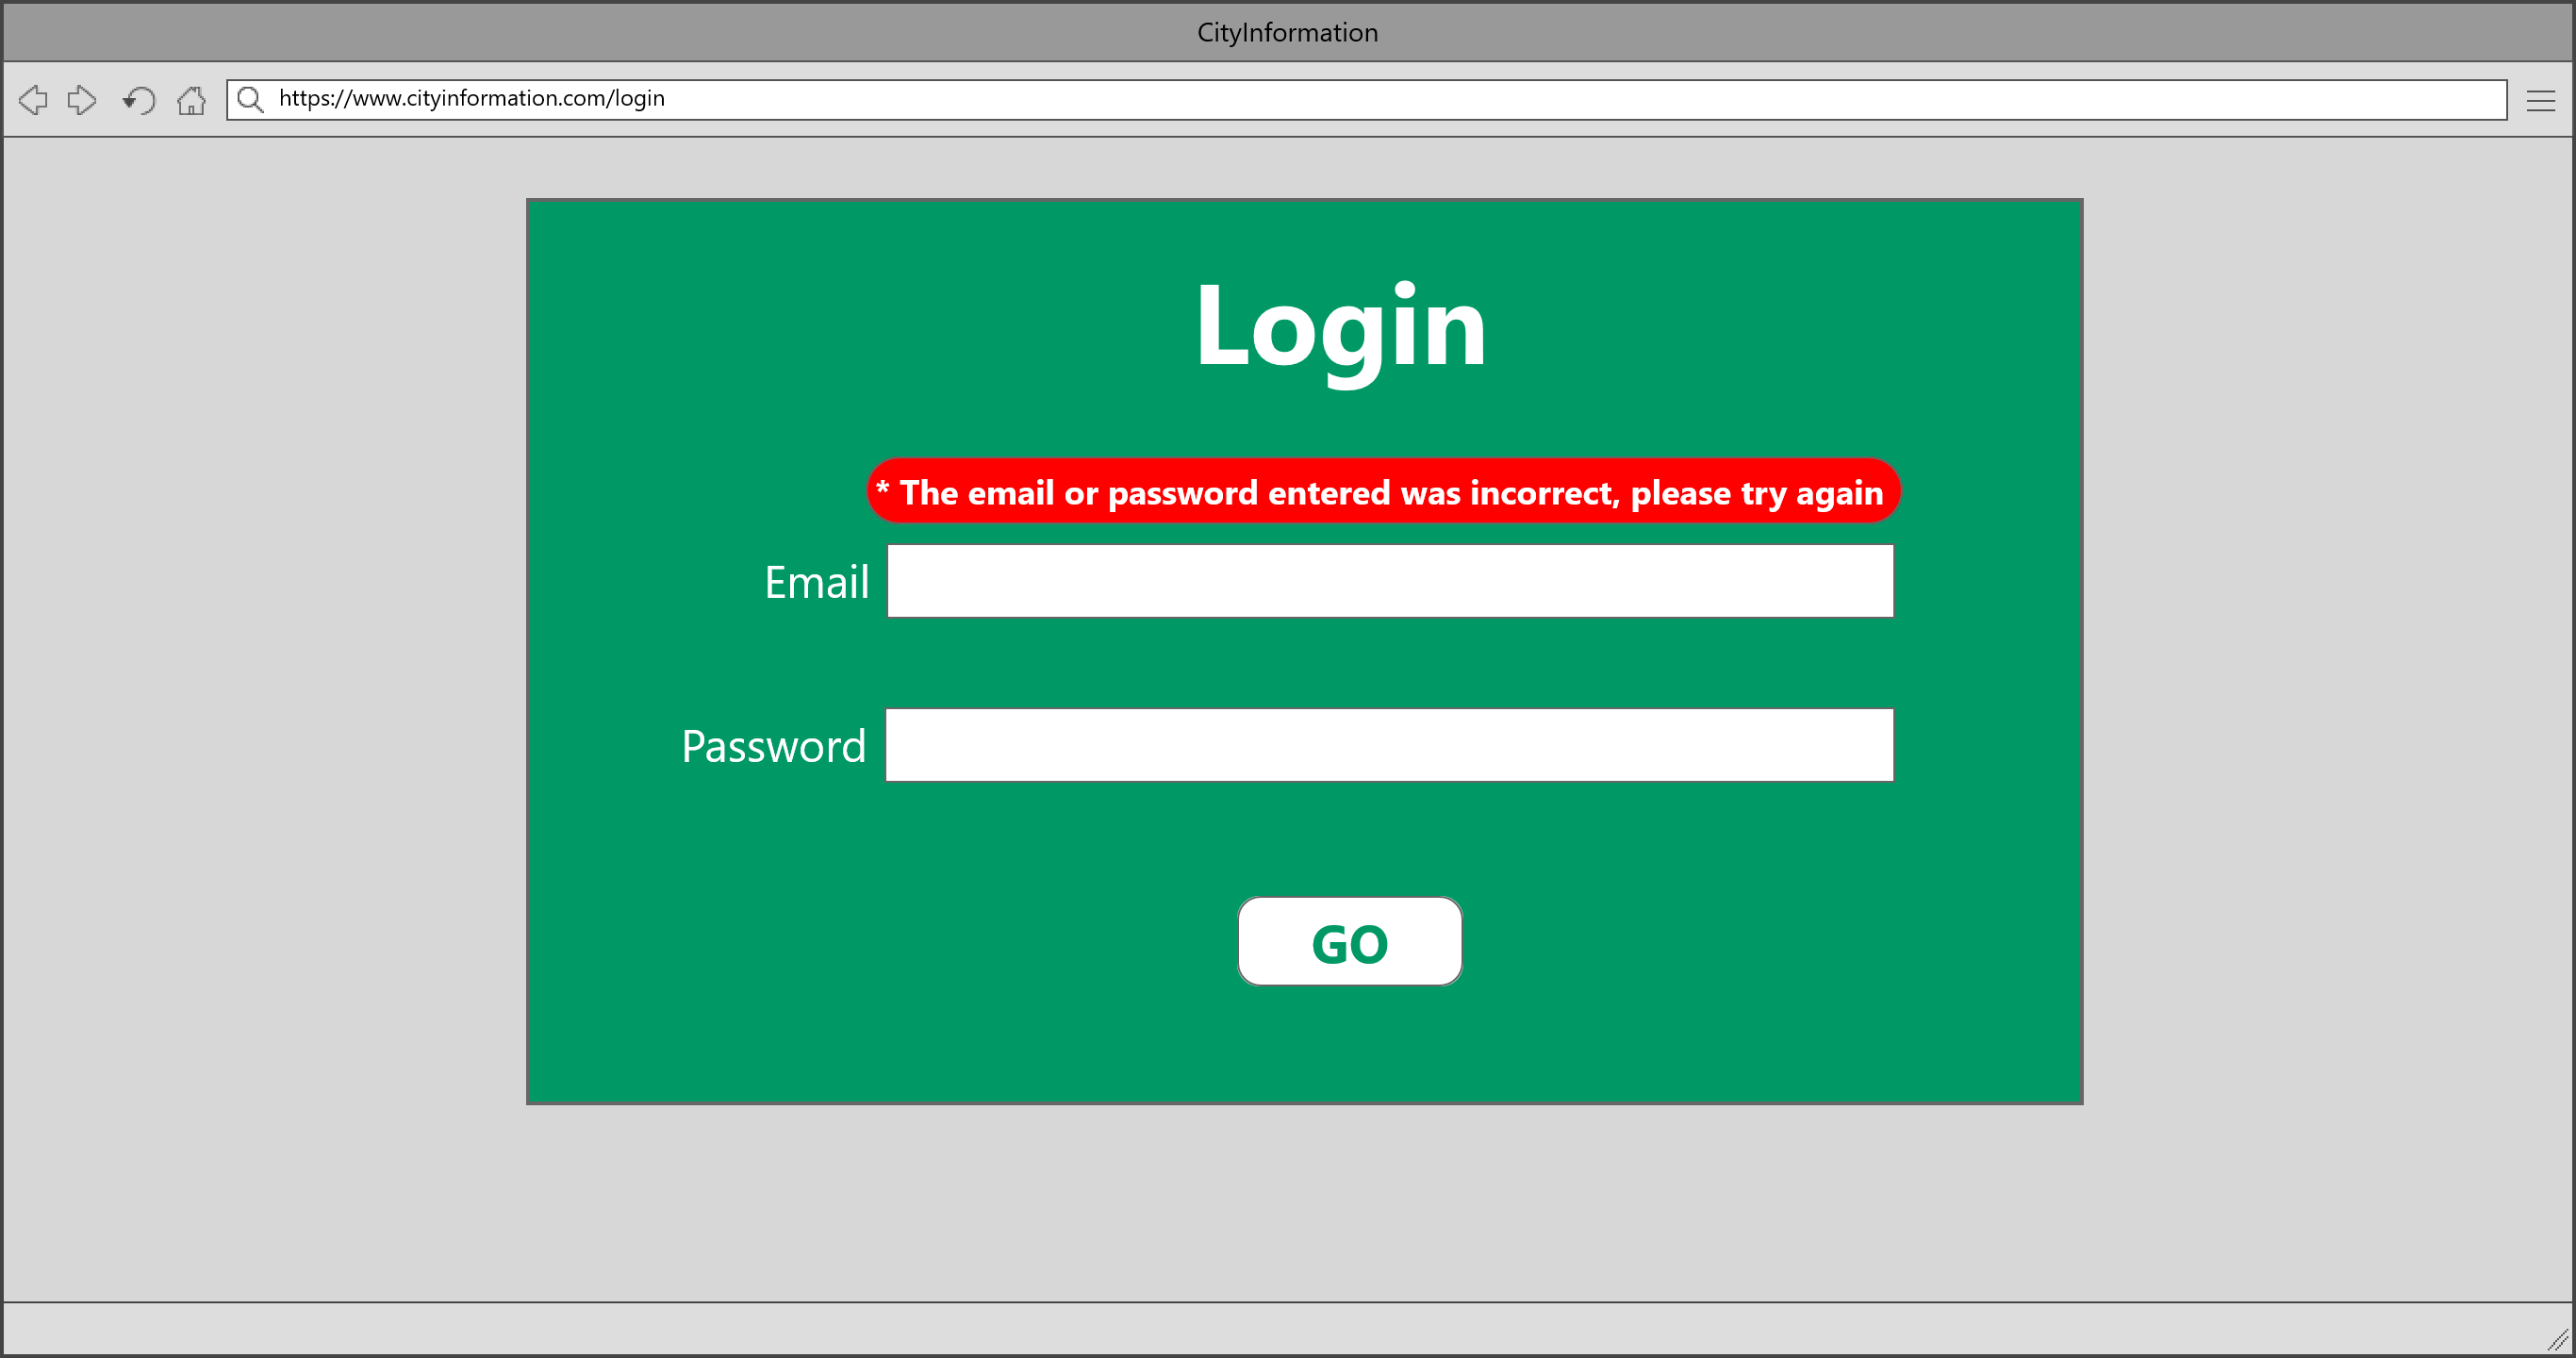 CityInformation
https://www.cityinformation.com/login
Login
* The email or password entered was incorrect, please try again
Email
Password
GO